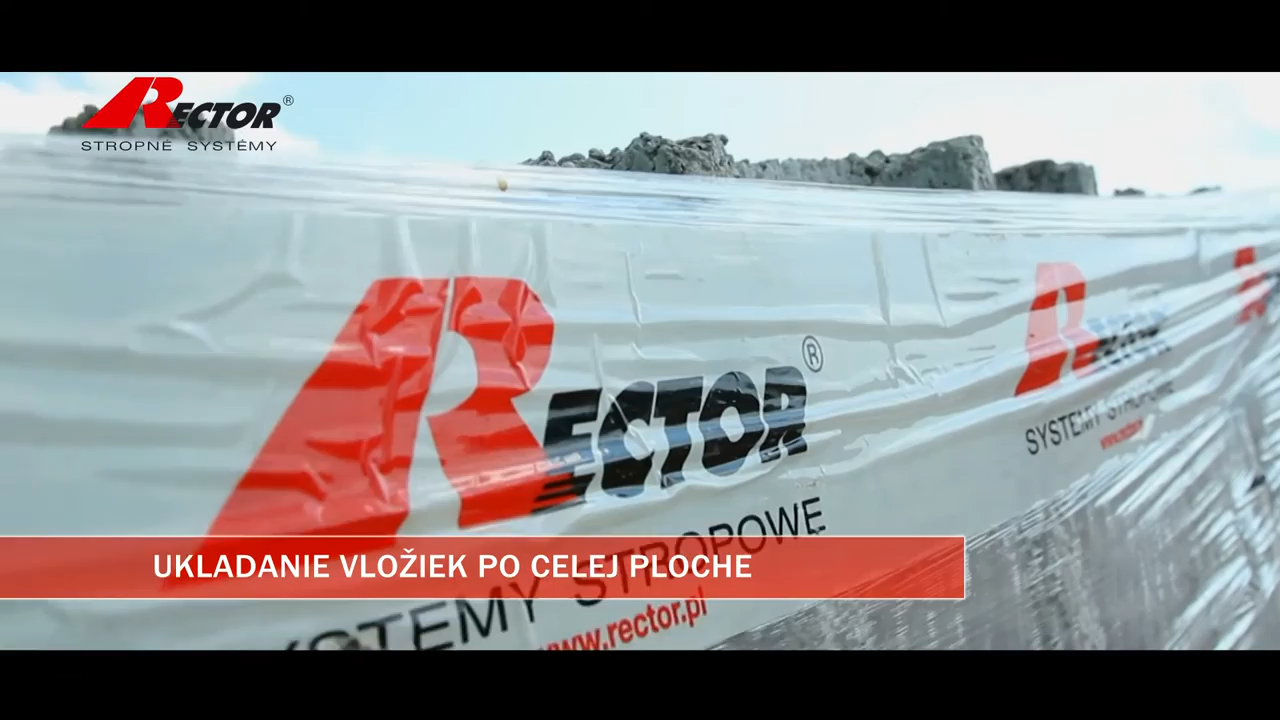 RECTOR®
STROPNÉ SYSTÉMY
RECTOR®
SYSTEMY STROPOWE
www.rector.pl
RECTOR
SYSTEMY STROPOWE
UKLADANIE VLOŽIEK PO CELEJ PLOCHE